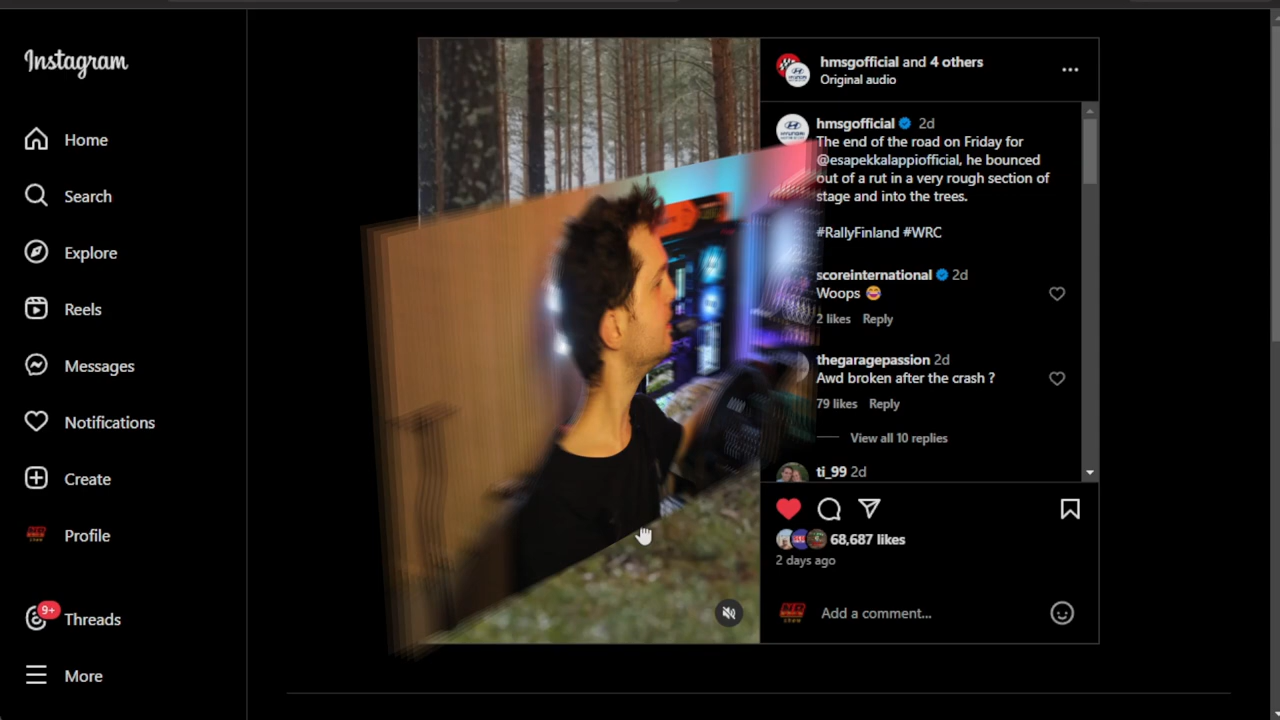 Instagram
Home
Search
Explore
Reels
Messages
Notifications
Create
Profile
9+
Threads
More
hmsgofficial and 4 others
Original audio
hmsgofficial 2d
The end of the road on Friday for
@esapekkalappiofficial, he bounced
out of a rut in a very rough section of
stage and into the trees.
#RallyFinland #WRC
scoreinternational 2d
Woops 😂
2 likes Reply
thegaragepassion 2d
Awd broken after the crash ?
79 likes Reply
View all 10 replies
ti_99 2d
68,687 likes
2 days ago
Add a comment...